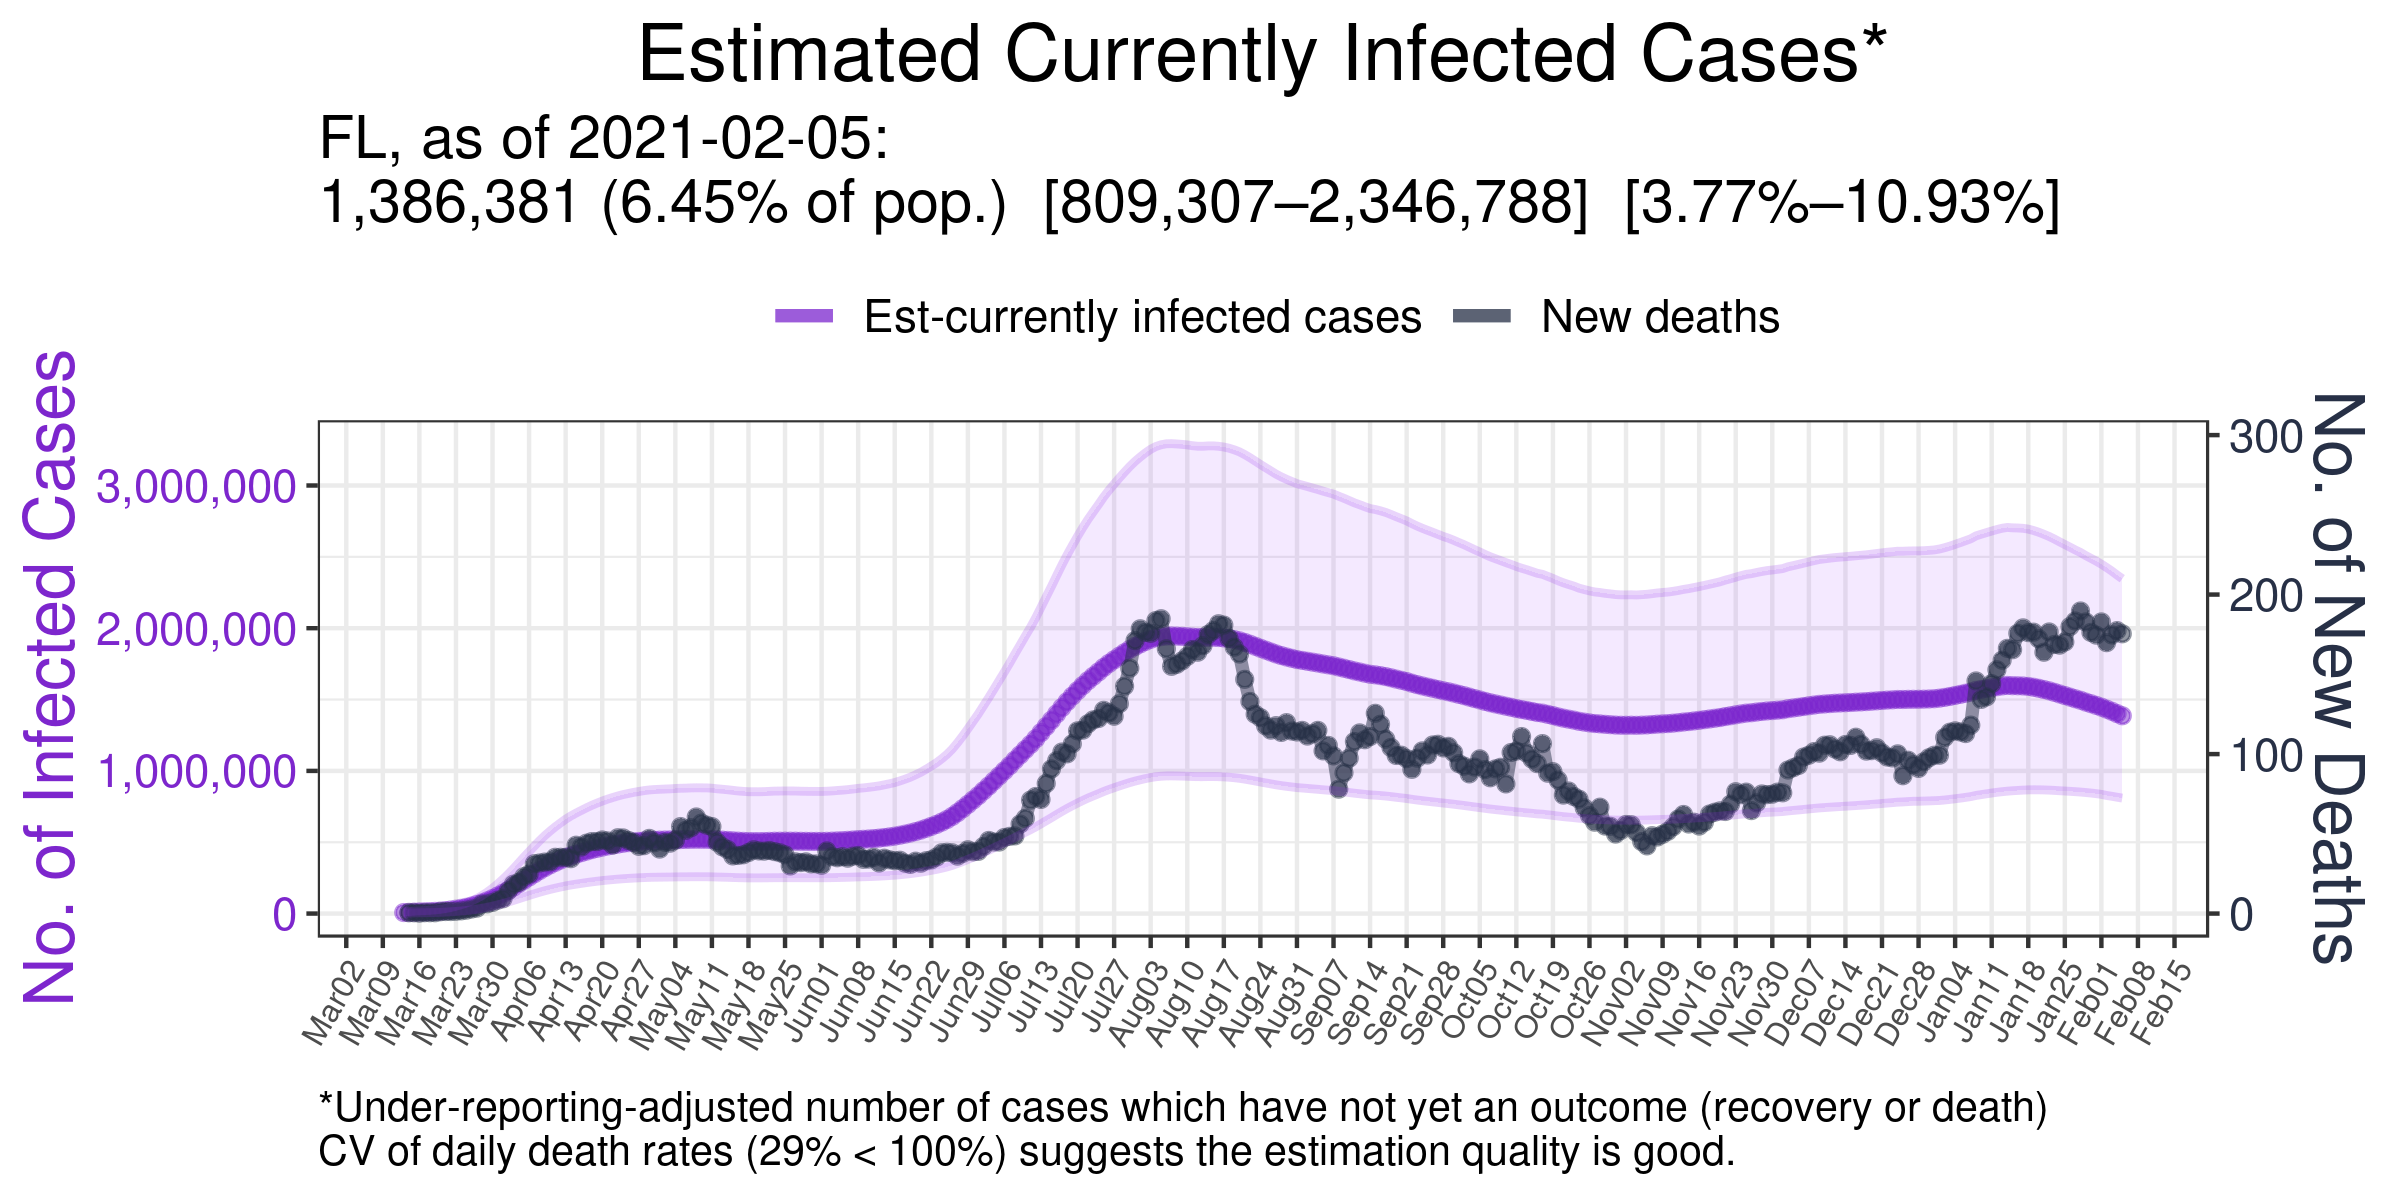 Estimated Currently Infected Cases*
FL, as of 2021-02-05:
1,386,381 (6.45% of pop.)  [809,307–2,346,788]  [3.77%–10.93%]
Est-currently infected cases
New deaths
No. of Infected Cases
3,000,000
2,000,000
1,000,000
0
300
200
100
0
No. of New Deaths
Mar02
Mar09
Mar16
Mar23
Mar30
Apr06
Apr13
Apr20
Apr27
May04
May11
May18
May25
Jun01
Jun08
Jun15
Jun22
Jun29
Jul06
Jul13
Jul20
Jul27
Aug03
Aug10
Aug17
Aug24
Aug31
Sep07
Sep14
Sep21
Sep28
Oct05
Oct12
Oct19
Oct26
Nov02
Nov09
Nov16
Nov23
Nov30
Dec07
Dec14
Dec21
Dec28
Jan04
Jan11
Jan18
Jan25
Feb01
Feb08
Feb15
*Under-reporting-adjusted number of cases which have not yet an outcome (recovery or death)
CV of daily death rates (29% < 100%) suggests the estimation quality is good.